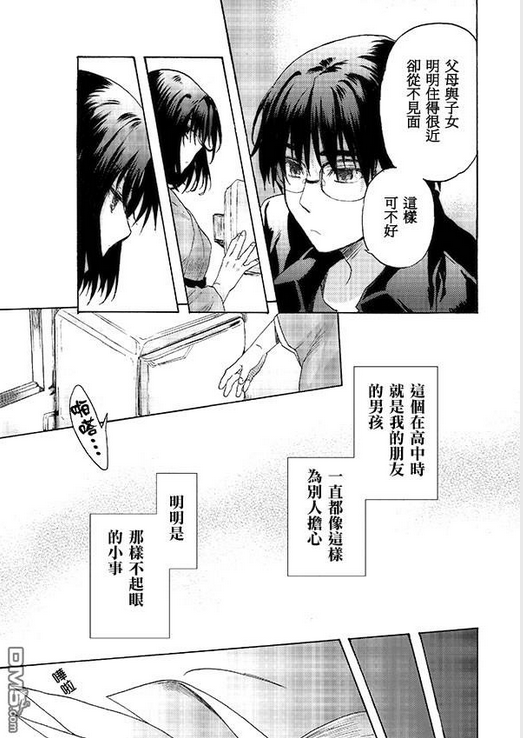 父母與子女
明明住得很近
卻從不見面
這樣
可不好
喀嗒…
這個在高中時
就是我的朋友
的男孩
一直都像這樣
為別人擔心
明明是
那樣不起眼
的小事
嘩啦
DM5.com